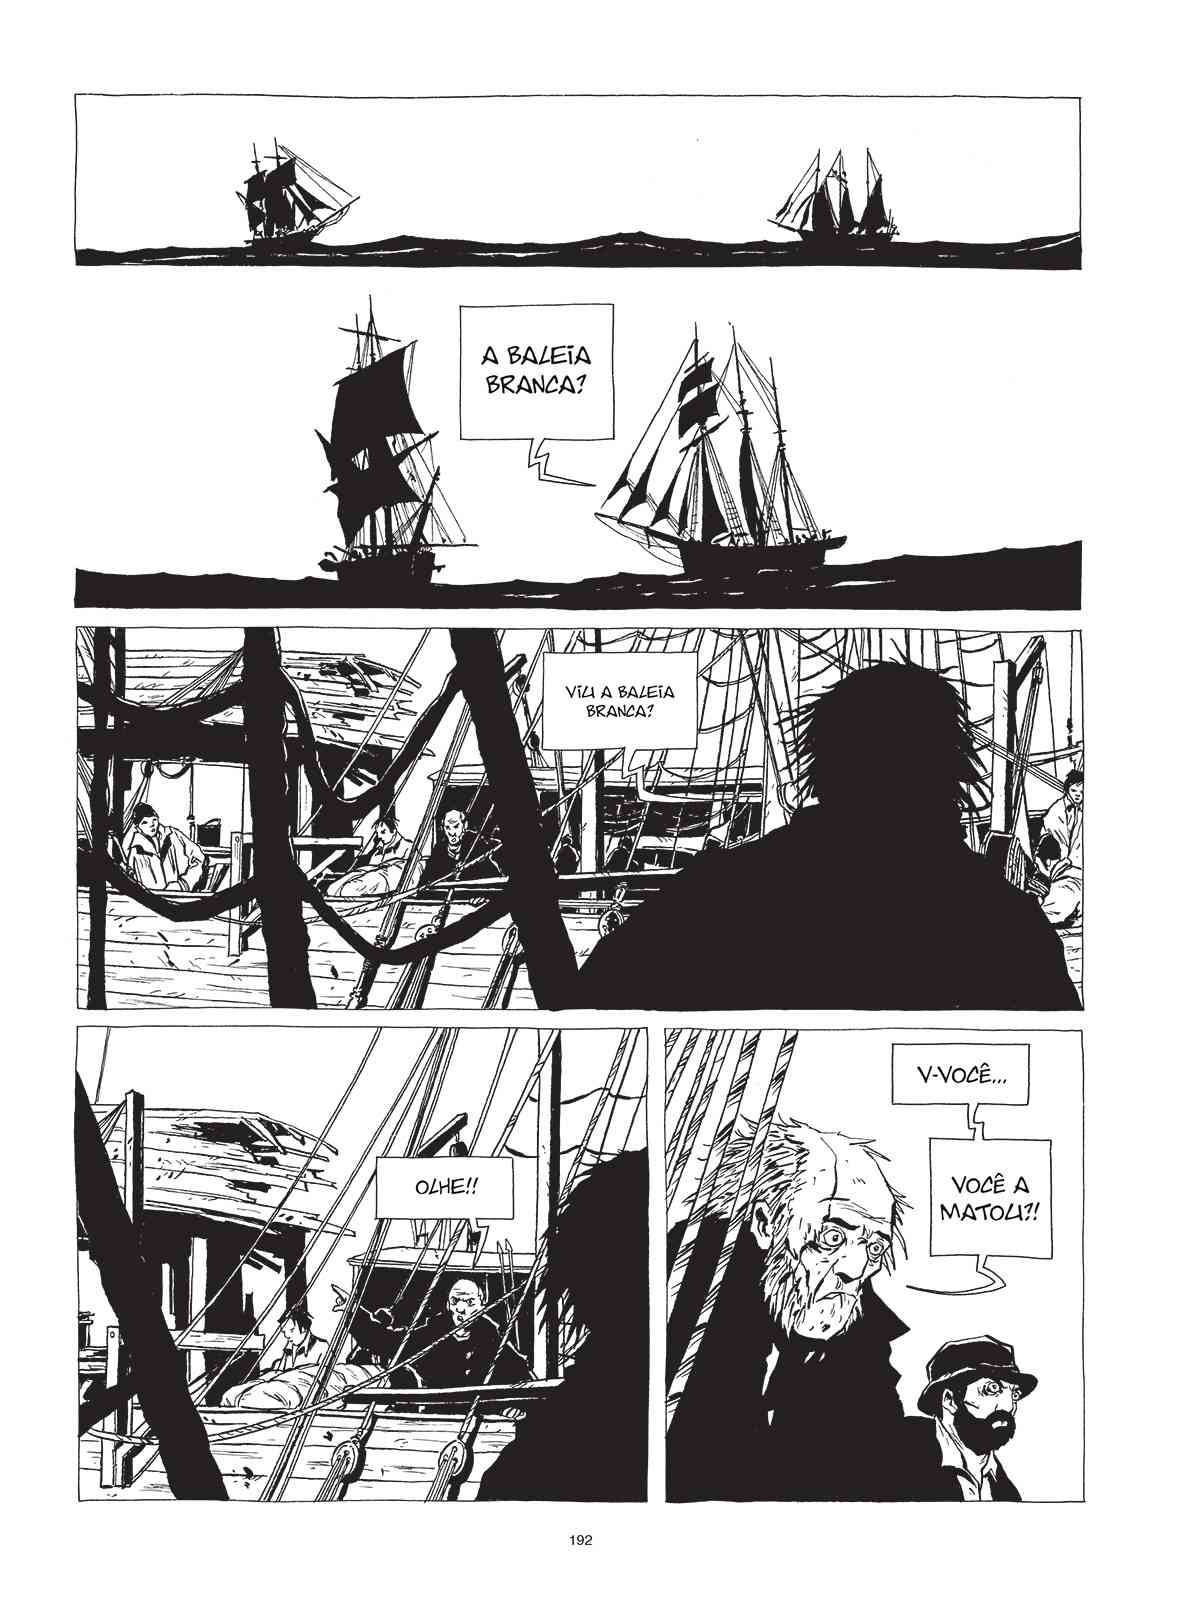 A BALEIA
BRANCA?
VIU A BALEIA
BRANCA?
OLHE!!
V-VOCÊ...
VOCÊ A
MATOU?!
192